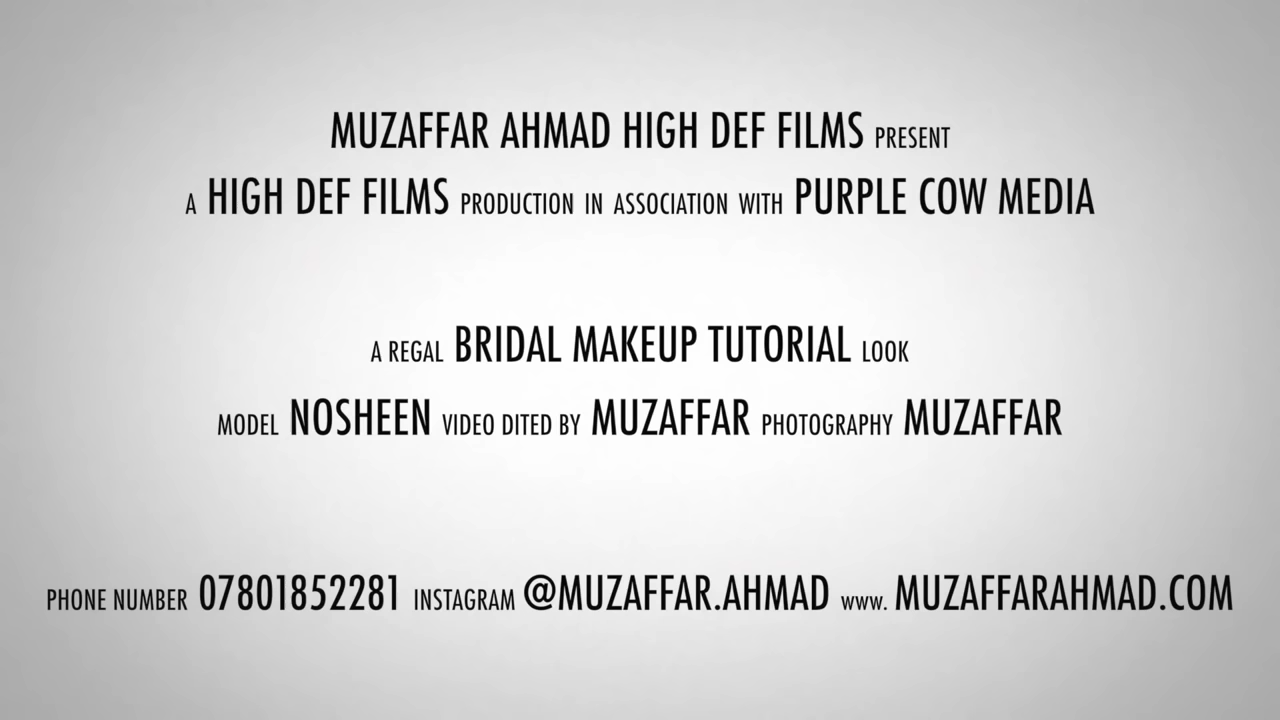 MUZAFFAR AHMAD HIGH DEF FILMS PRESENT
A HIGH DEF FILMS PRODUCTION IN ASSOCIATION WITH PURPLE COW MEDIA
A REGAL BRIDAL MAKEUP TUTORIAL LOOK
MODEL NOSHEEN VIDEO DITED BY MUZAFFAR PHOTOGRAPHY MUZAFFAR
PHONE NUMBER 07801852281 INSTAGRAM @MUZAFFAR.AHMAD www. MUZAFFARAHMAD.COM